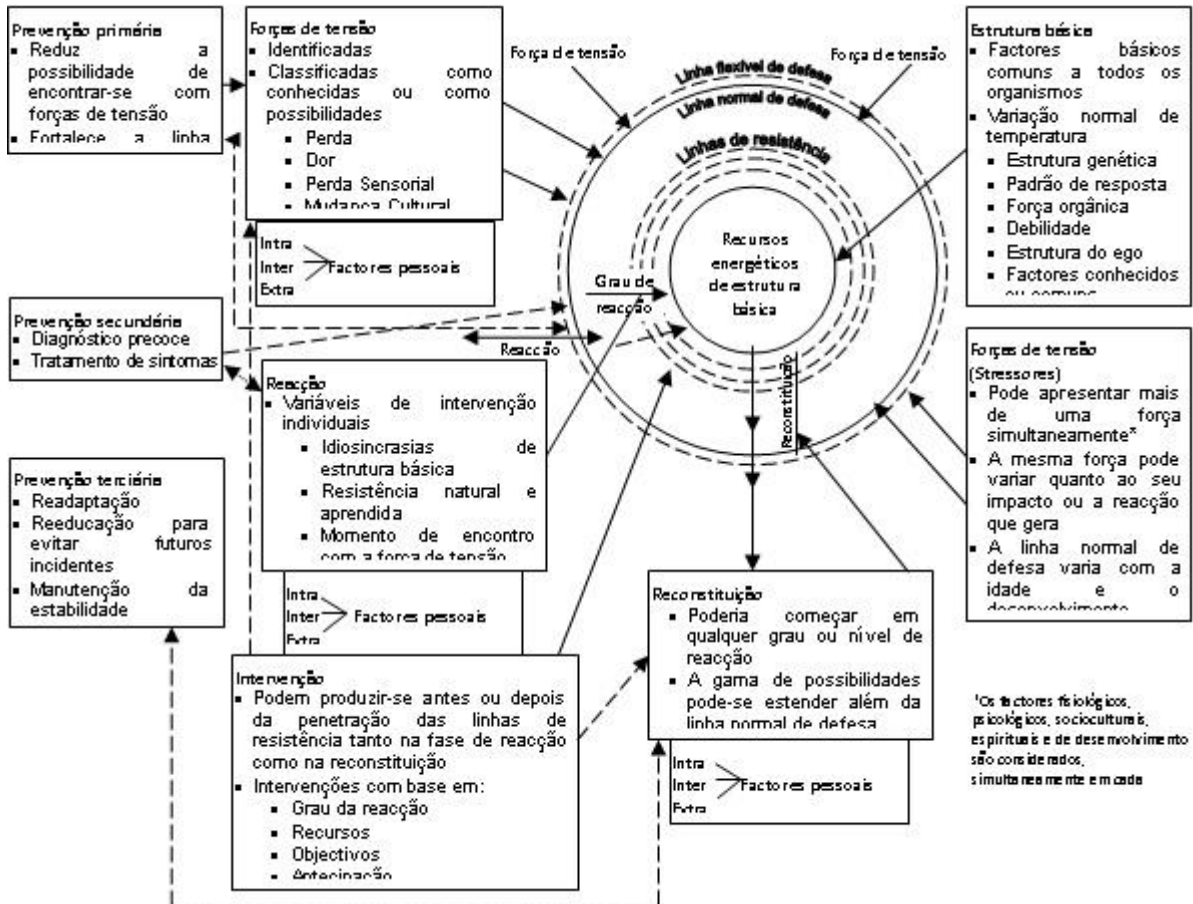 Prevenção primária
▪ Reduz a
possibilidade de
encontrar-se com
forças de tensão
▪ Fortalece a linha
Forças de tensão
▪ Identificadas
▪ Classificadas como
conhecidas ou como
possibilidades
▪ Perda
▪ Dor
▪ Perda Sensorial
▪ Mudança Cultural
Intra
Inter
Extra
Factores pessoais
Força de tensão
Força de tensão
Linha flexível de defesa
Linha normal de defesa
Linhas de resistência
Recursos
energéticos
de estrutura
básica
Grau de
reacção
Reacção
Reconstituição
Estrutura básica
▪ Factores básicos
comuns a todos os
organismos
▪ Variação normal de
temperatura
▪ Estrutura genética
▪ Padrão de resposta
▪ Força orgânica
▪ Debilidade
▪ Estrutura do ego
▪ Factores conhecidos
ou comuns
Prevenção secundária
▪ Diagnóstico precoce
▪ Tratamento de sintomas
Reacção
▪ Variáveis de intervenção
individuais
▪ Idiosincrasias de
estrutura básica
▪ Resistência natural e
aprendida
▪ Momento de encontro
com a força de tensão
Intra
Inter
Extra
Factores pessoais
Forças de tensão
(Stressores)
▪ Pode apresentar mais
de uma força
simultaneamente*
▪ A mesma força pode
variar quanto ao seu
impacto ou a reacção
que gera
▪ A linha normal de
defesa varia com a
idade e o
desenvolvimento
Prevenção terciária
▪ Readaptação
▪ Reeducação para
evitar futuros
incidentes
▪ Manutenção da
estabilidade
Intervenção
▪ Podem produzir-se antes ou depois
da penetração das linhas de
resistência tanto na fase de reacção
como na reconstituição
▪ Intervenções com base em:
▪ Grau da reacção
▪ Recursos
▪ Objectivos
▪ Antecipação
Reconstituição
▪ Poderia começar em
qualquer grau ou nível de
reacção
▪ A gama de possibilidades
pode-se estender além da
linha normal de defesa
Intra
Inter
Extra
Factores pessoais
*Os factores fisiológicos,
psicológicos, socioculturais,
espirituais e de desenvolvimento
são considerados,
simultaneamente em cada